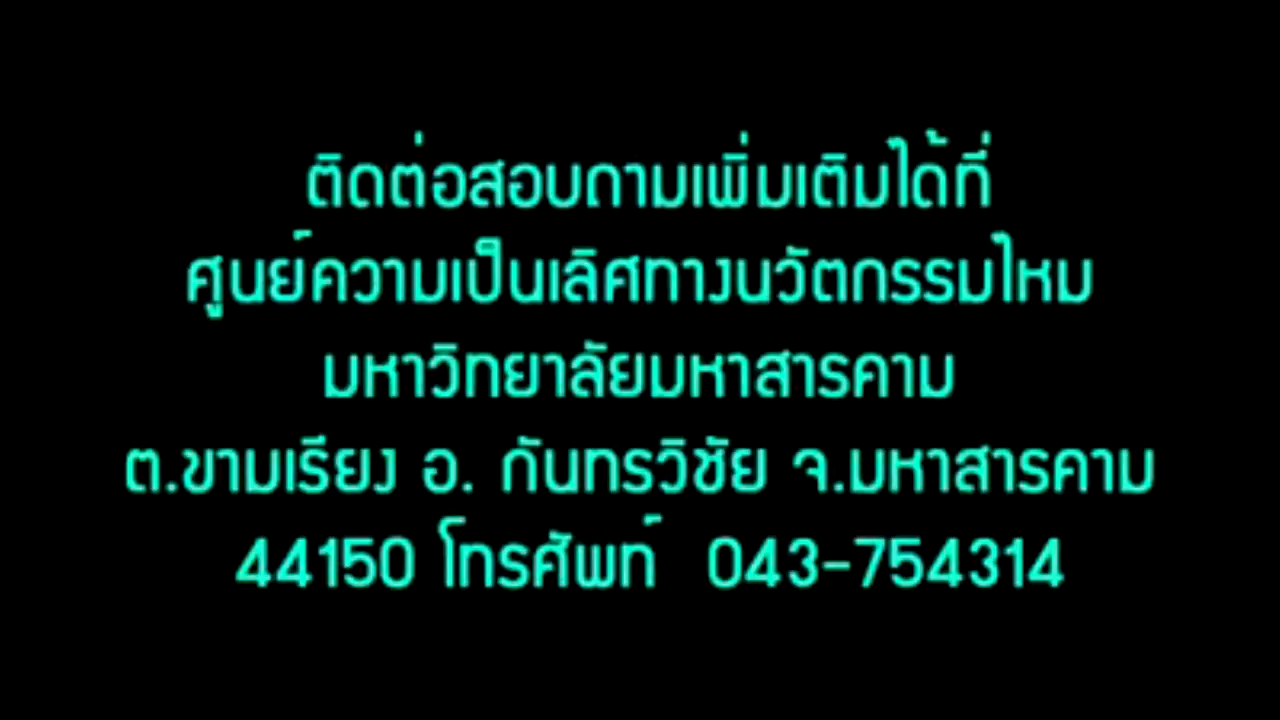 ติดต่อสอบถามเพิ่มเติมได้ที่
ศูนย์ความเป็นเลิศทางนวัตกรรมไหม
มหาวิทยาลัยมหาสารคาม
ต.ขามเรียง อ. กันทรวิชัย จ.มหาสารคาม
44150 โทรศัพท์ 043-754314